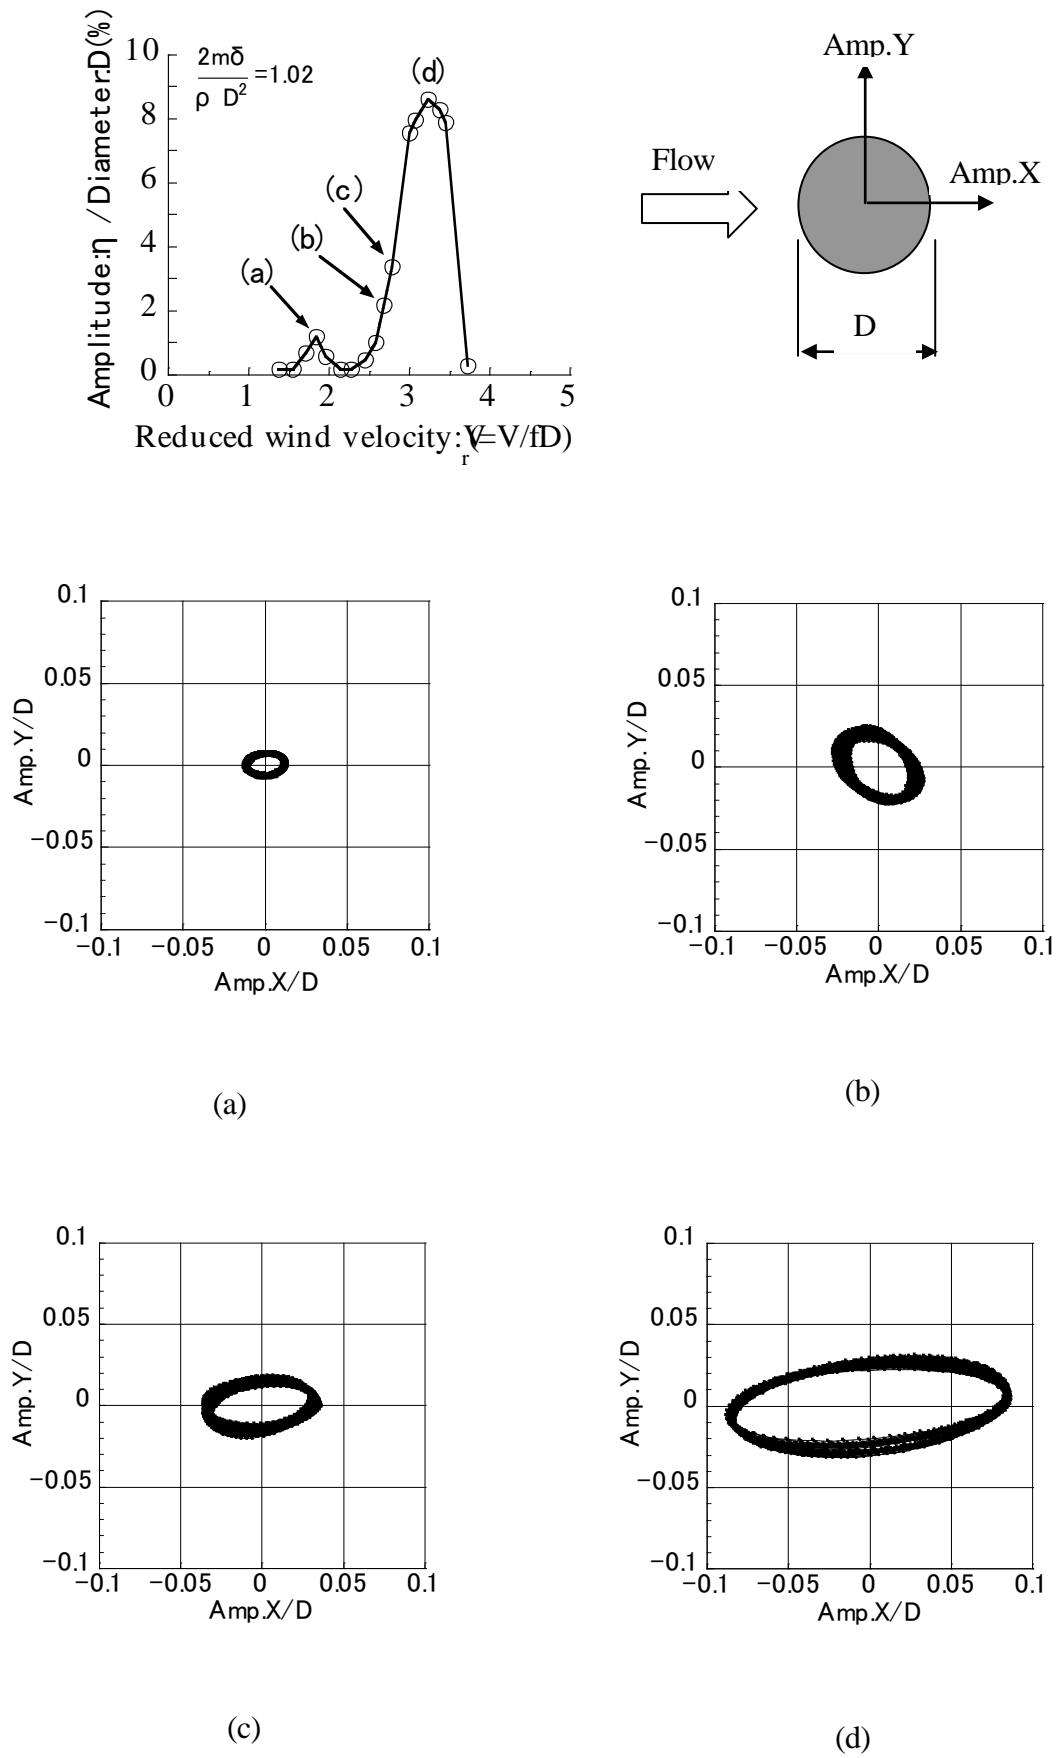 Amplitude:η / Diameter:D(%)
10
8
6
4
2
0
2mδ
ρ D²
=1.02
(a)
(b)
(c)
(d)
0 1 2 3 4 5
Reduced wind velocity:Vr(=V/fD)
Amp.Y
Flow
Amp.X
D
0.1
0.05
0
-0.05
-0.1
Amp.Y/D
-0.1 -0.05 0 0.05 0.1
Amp.X/D
(a)
0.1
0.05
0
-0.05
-0.1
Amp.Y/D
-0.1 -0.05 0 0.05 0.1
Amp.X/D
(b)
0.1
0.05
0
-0.05
-0.1
Amp.Y/D
-0.1 -0.05 0 0.05 0.1
Amp.X/D
(c)
0.1
0.05
0
-0.05
-0.1
Amp.Y/D
-0.1 -0.05 0 0.05 0.1
Amp.X/D
(d)